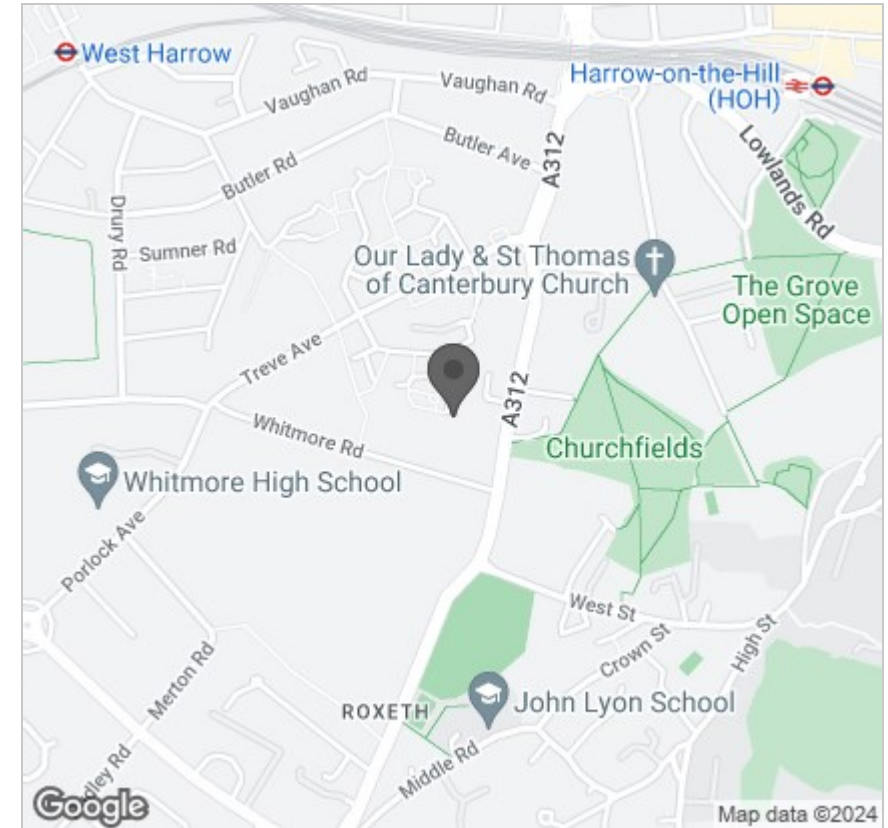 West Harrow
Vaughan Rd
Vaughan Rd
Harrow-on-the-Hill
(HOH)
Butler Ave
A312
Lowlands Rd
Butler Rd
Drury Rd
Sumner Rd
Our Lady & St Thomas
of Canterbury Church
The Grove
Open Space
Treve Ave
A312
Whitmore Rd
Churchfields
Whitmore High School
Porlock Ave
West St
Crown St
High St
Merton Rd
ROXETH
John Lyon School
Middle Rd
dley Rd
Google
Map data ©2024